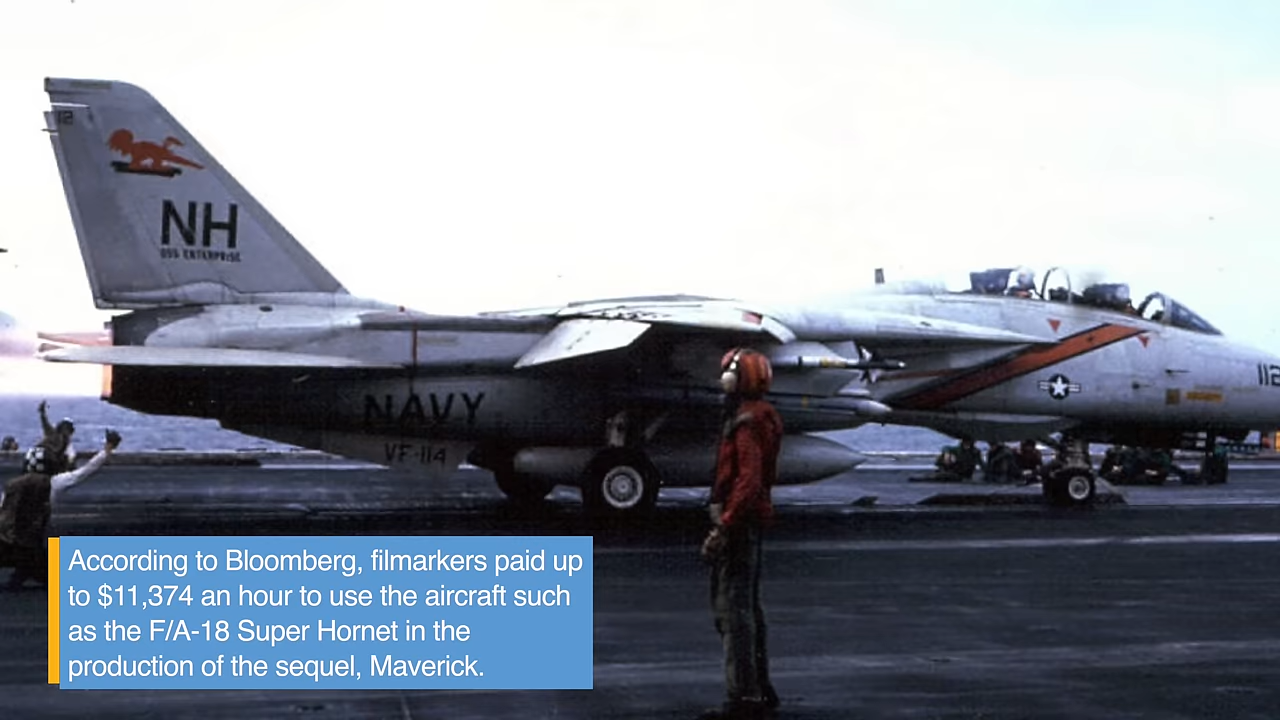 12
NH
USS ENTERPRISE
112
NAVY
VF-114
According to Bloomberg, filmarkers paid up
to $11,374 an hour to use the aircraft such
as the F/A-18 Super Hornet in the
production of the sequel, Maverick.